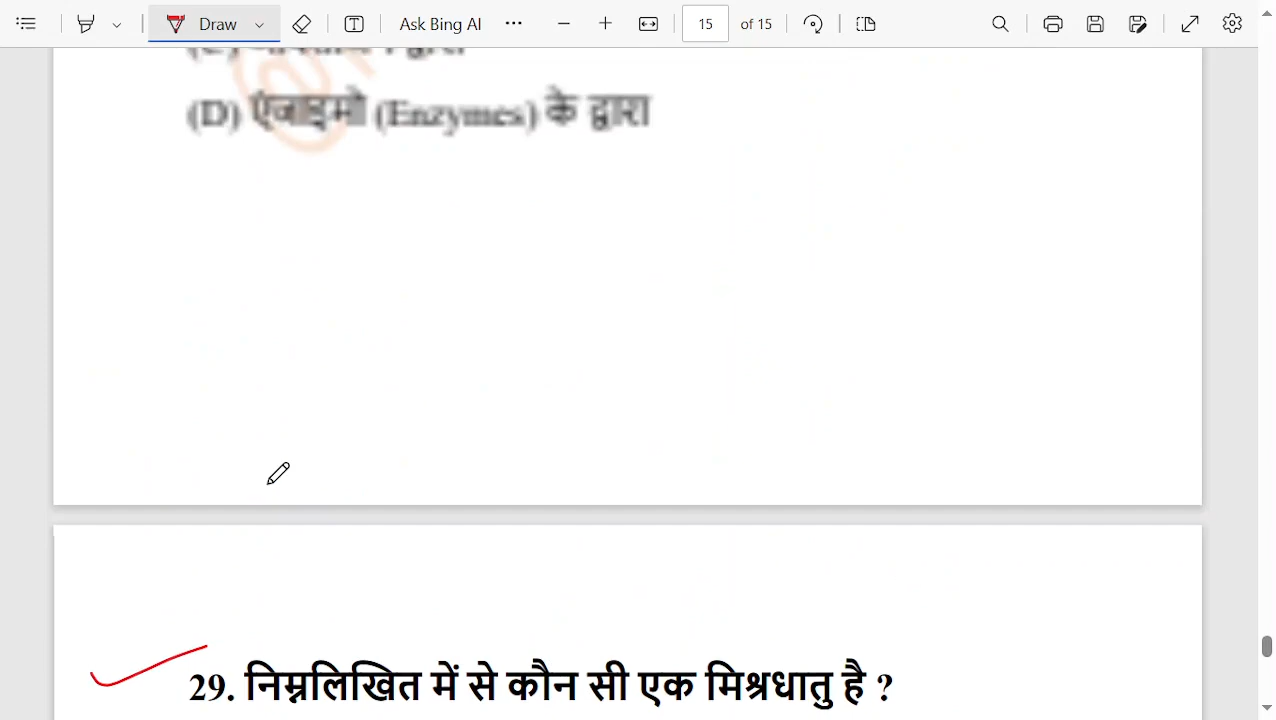 Draw
Ask Bing AI
15 of 15
(D) एंजाइमो (Enzymes) के द्वारा
29. निम्नलिखित में से कौन सी एक मिश्रधातु है ?